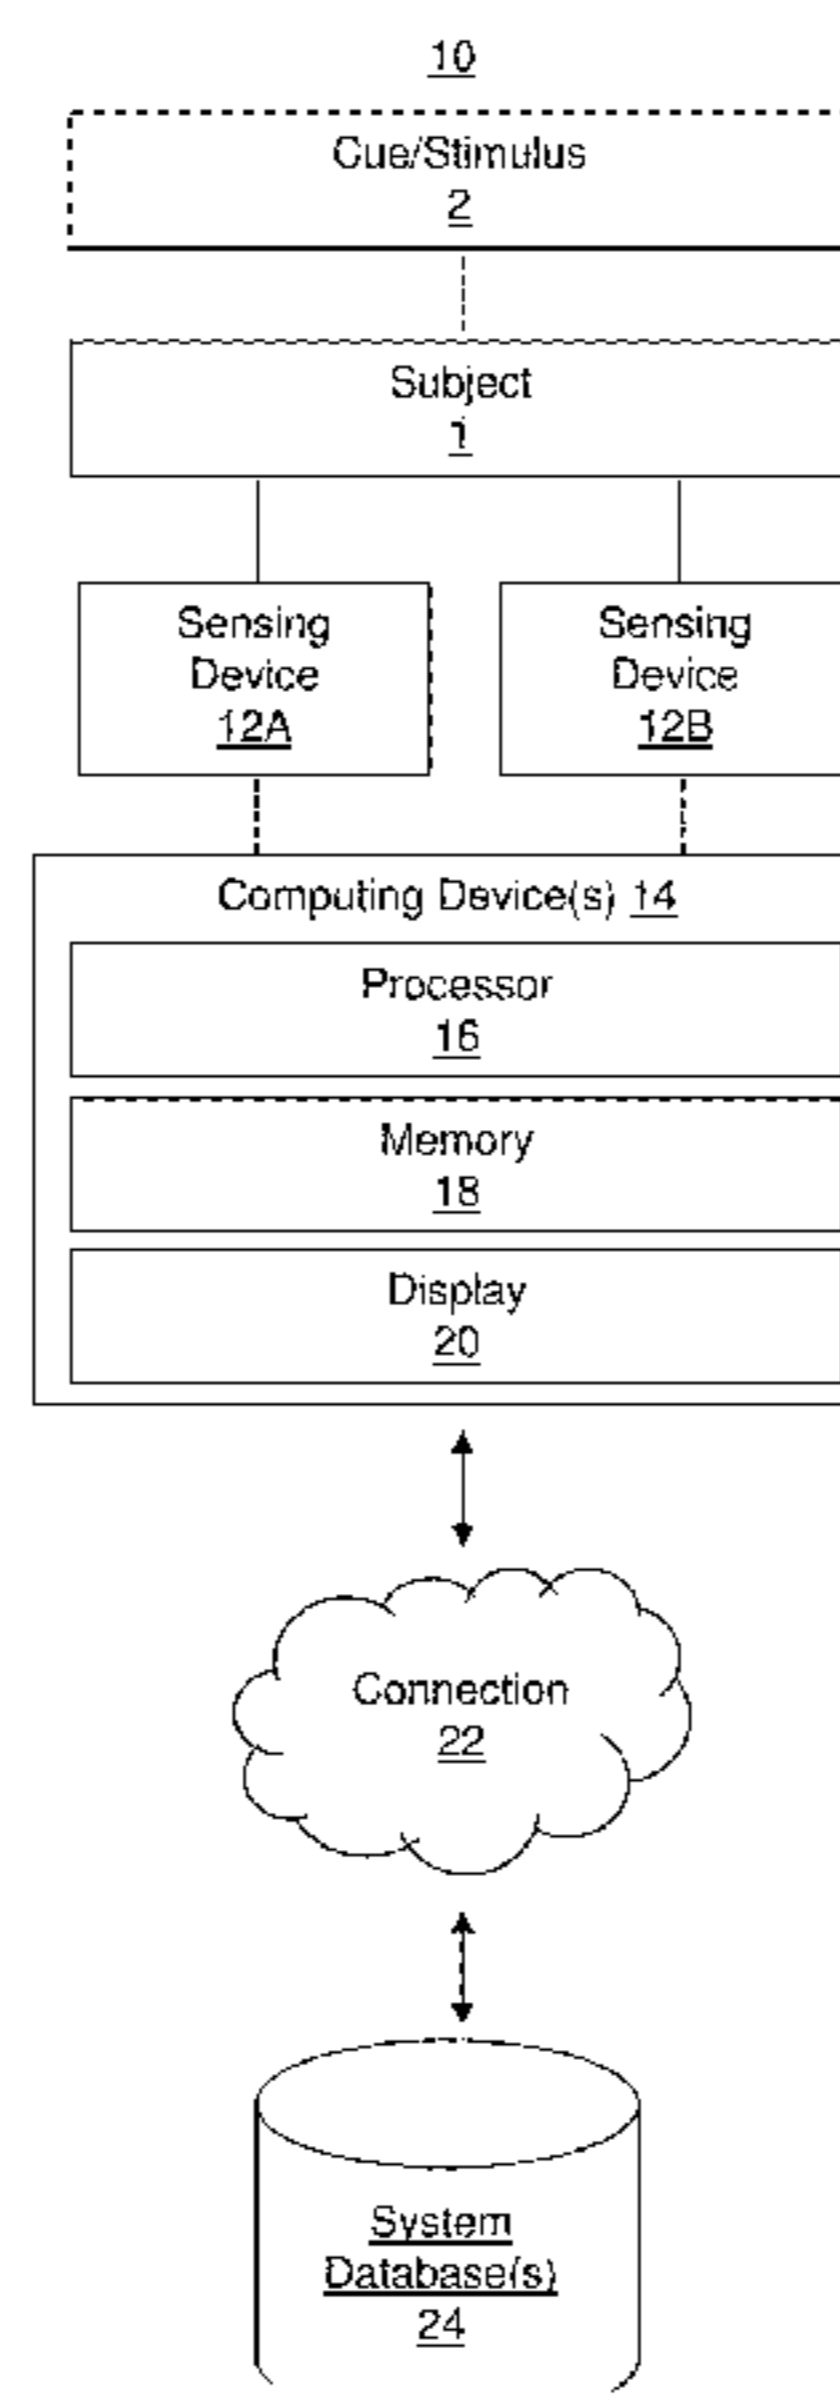 10
Cue/Stimulus
2
Subject
1
Sensing
Device
12A
Sensing
Device
12B
Computing Device(s) 14
Processor
16
Memory
18
Display
20
Connection
22
System
Database(s)
24